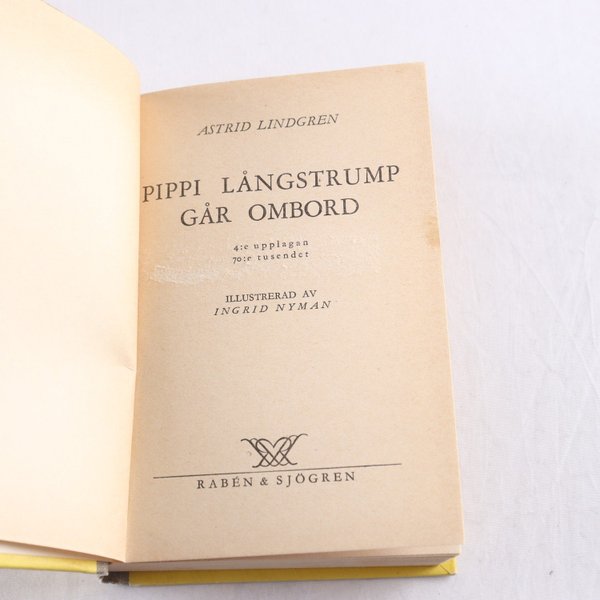 ASTRID LINDGREN
PIPPI LÅNGSTRUMP
GÅR OMBORD
4:e upplagan
70:e tusendet
ILLUSTRERAD AV
INGRID NYMAN
RABÉN & SJÖGREN